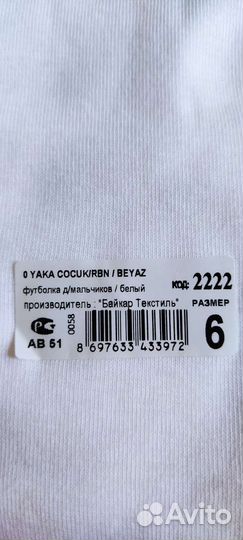 0 YAKA COCUK/RBN / BEYAZ
футболка д/мальчиков / белый
код: 2222
производитель : "Байкар Текстиль"
РАЗМЕР
6
0058
АВ 51
8 697633 433972
Avito